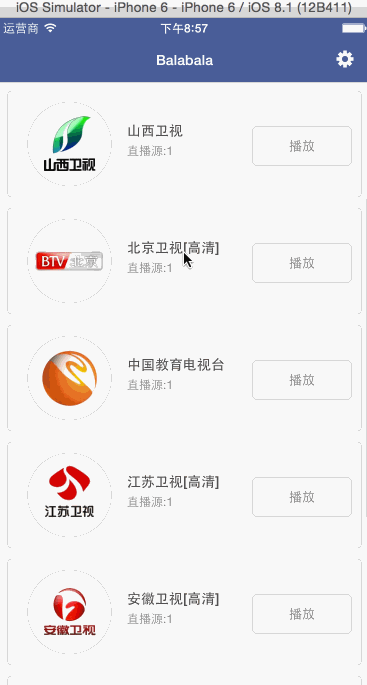 iOS Simulator - iPhone 6 - iPhone 6 / iOS 8.1 (12B411)
运营商 下午8:57
Balabala
山西卫视
山西卫视
直播源:1
播放
BTV 北京
北京卫视[高清]
直播源:1
播放
中国教育电视台
直播源:1
播放
江苏卫视
江苏卫视[高清]
直播源:1
播放
安徽卫视
安徽卫视[高清]
直播源:1
播放